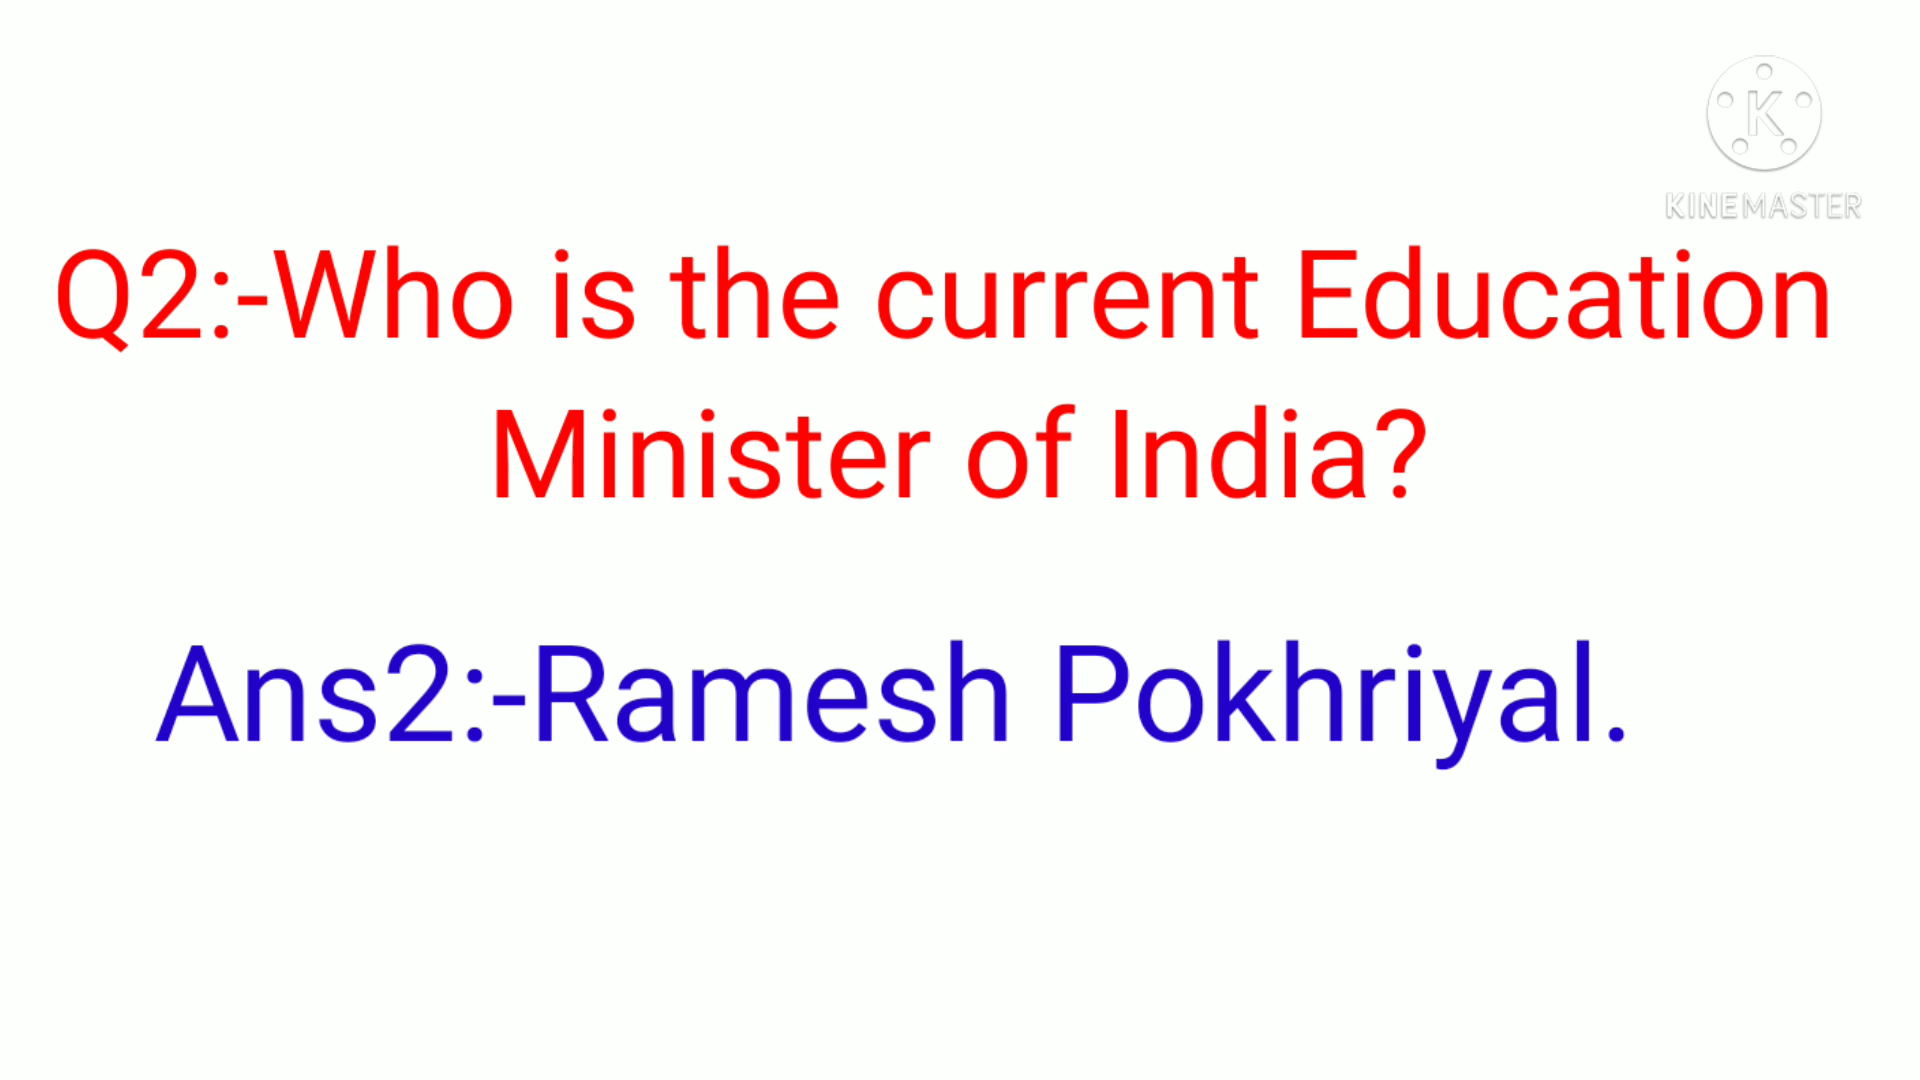 K
KINEMASTER
Q2:-Who is the current Education
Minister of India?
Ans2:-Ramesh Pokhriyal.